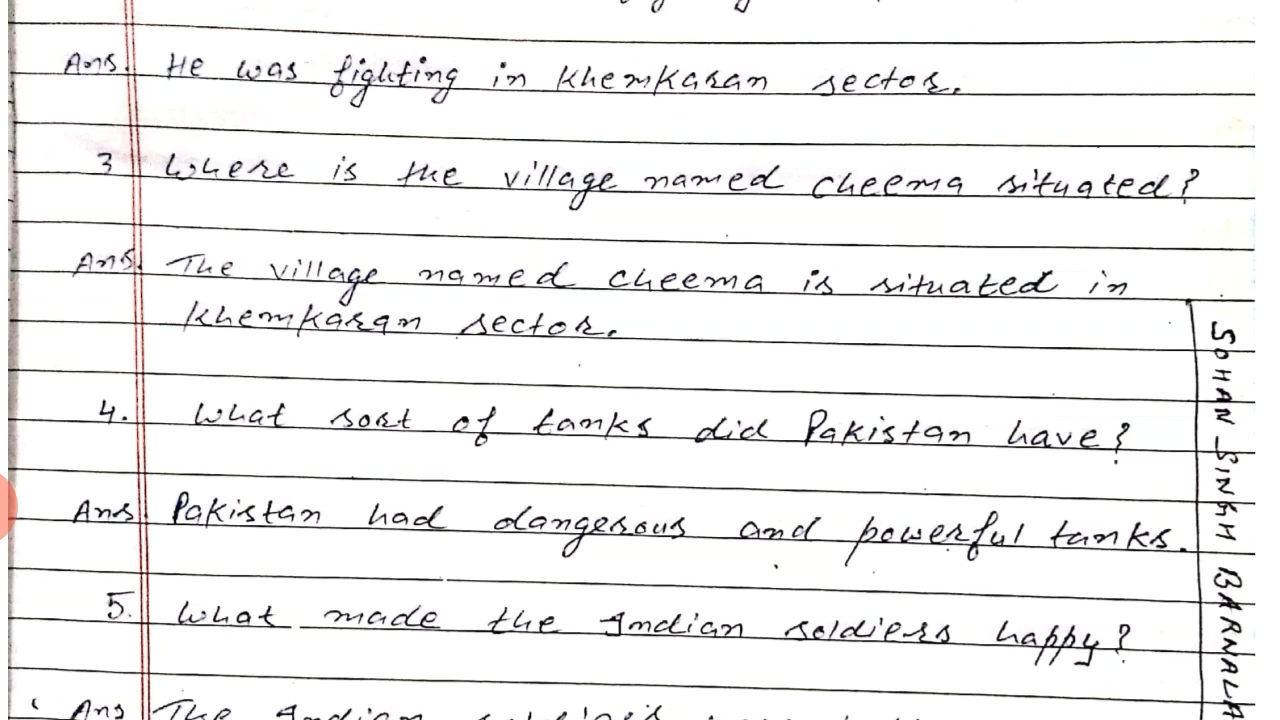 Ans. He was fighting in Khemkaran sector.
3 Where is the village named cheema situated?
Ans. The village named cheema is situated in
Khemkaran sector.
4. What sort of tanks did Pakistan have?
Ans Pakistan had dangerous and powerful tanks.
5. What made the Indian soldiers happy?
Ans The Indian soldiers
SOHAN SINGH BARNALA